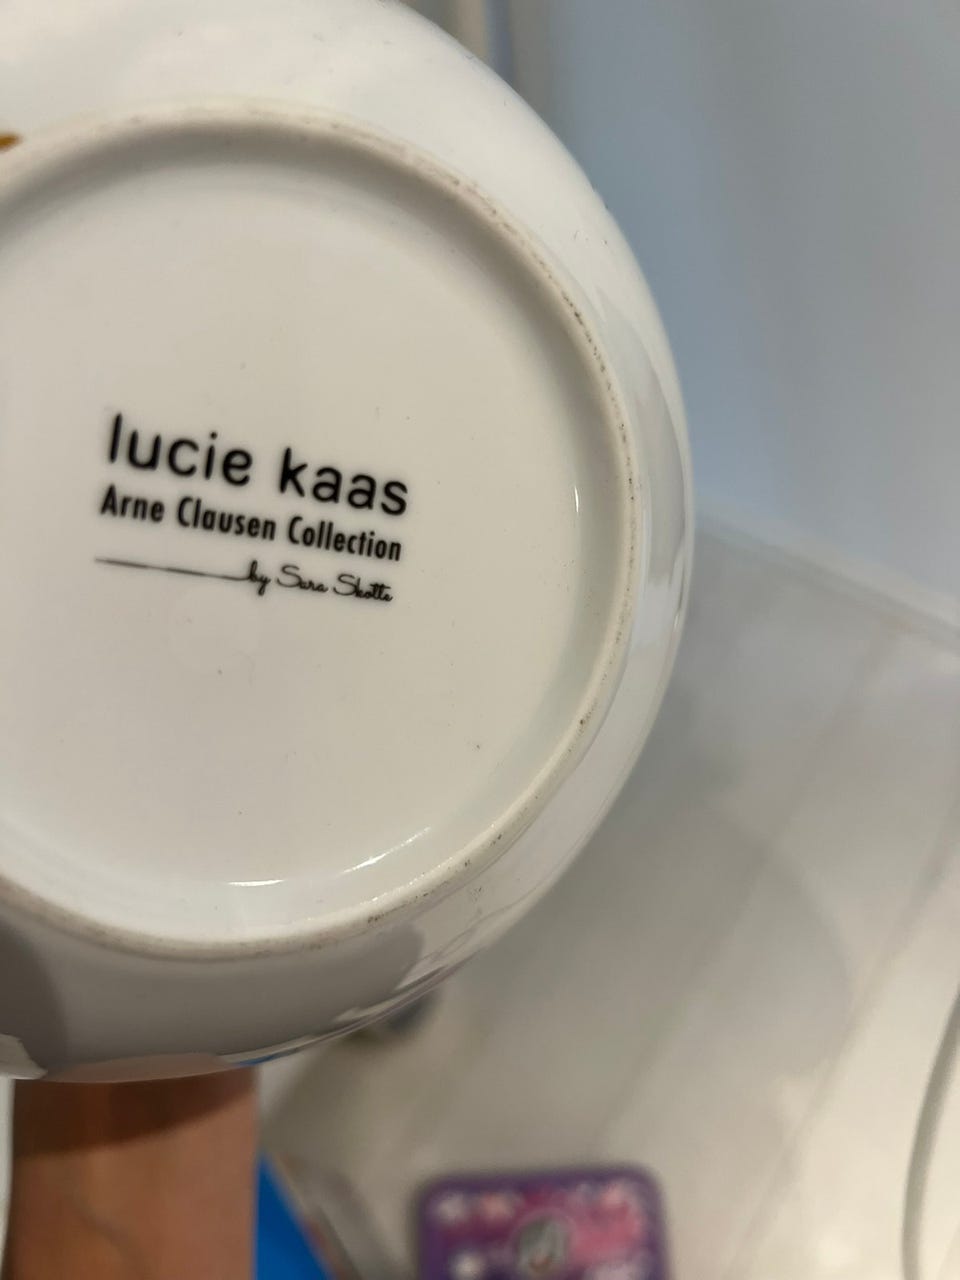 lucie kaas
Arne Clausen Collection
by Sara Skotte